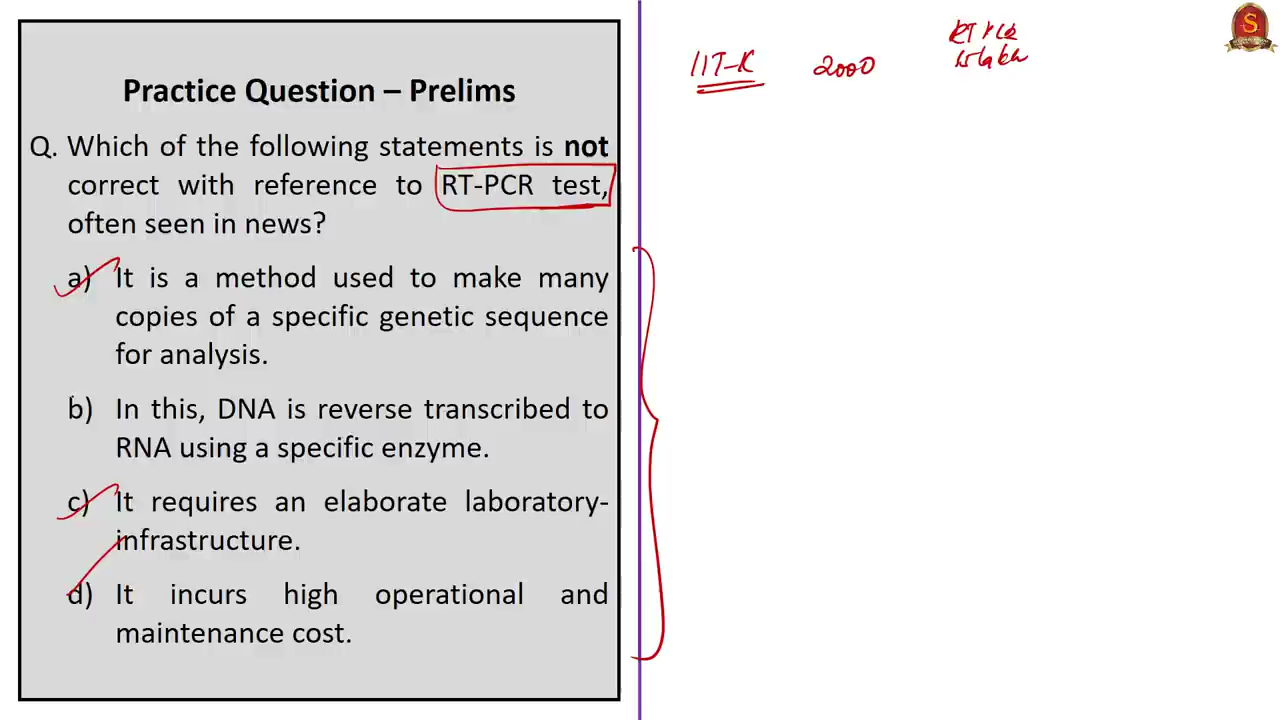 Practice Question – Prelims
Q. Which of the following statements is not
correct with reference to RT-PCR test,
often seen in news?
a) It is a method used to make many
copies of a specific genetic sequence
for analysis.
b) In this, DNA is reverse transcribed to
RNA using a specific enzyme.
c) It requires an elaborate laboratory-
infrastructure.
d) It incurs high operational and
maintenance cost.
IIT-K 2000
RT PCR
S